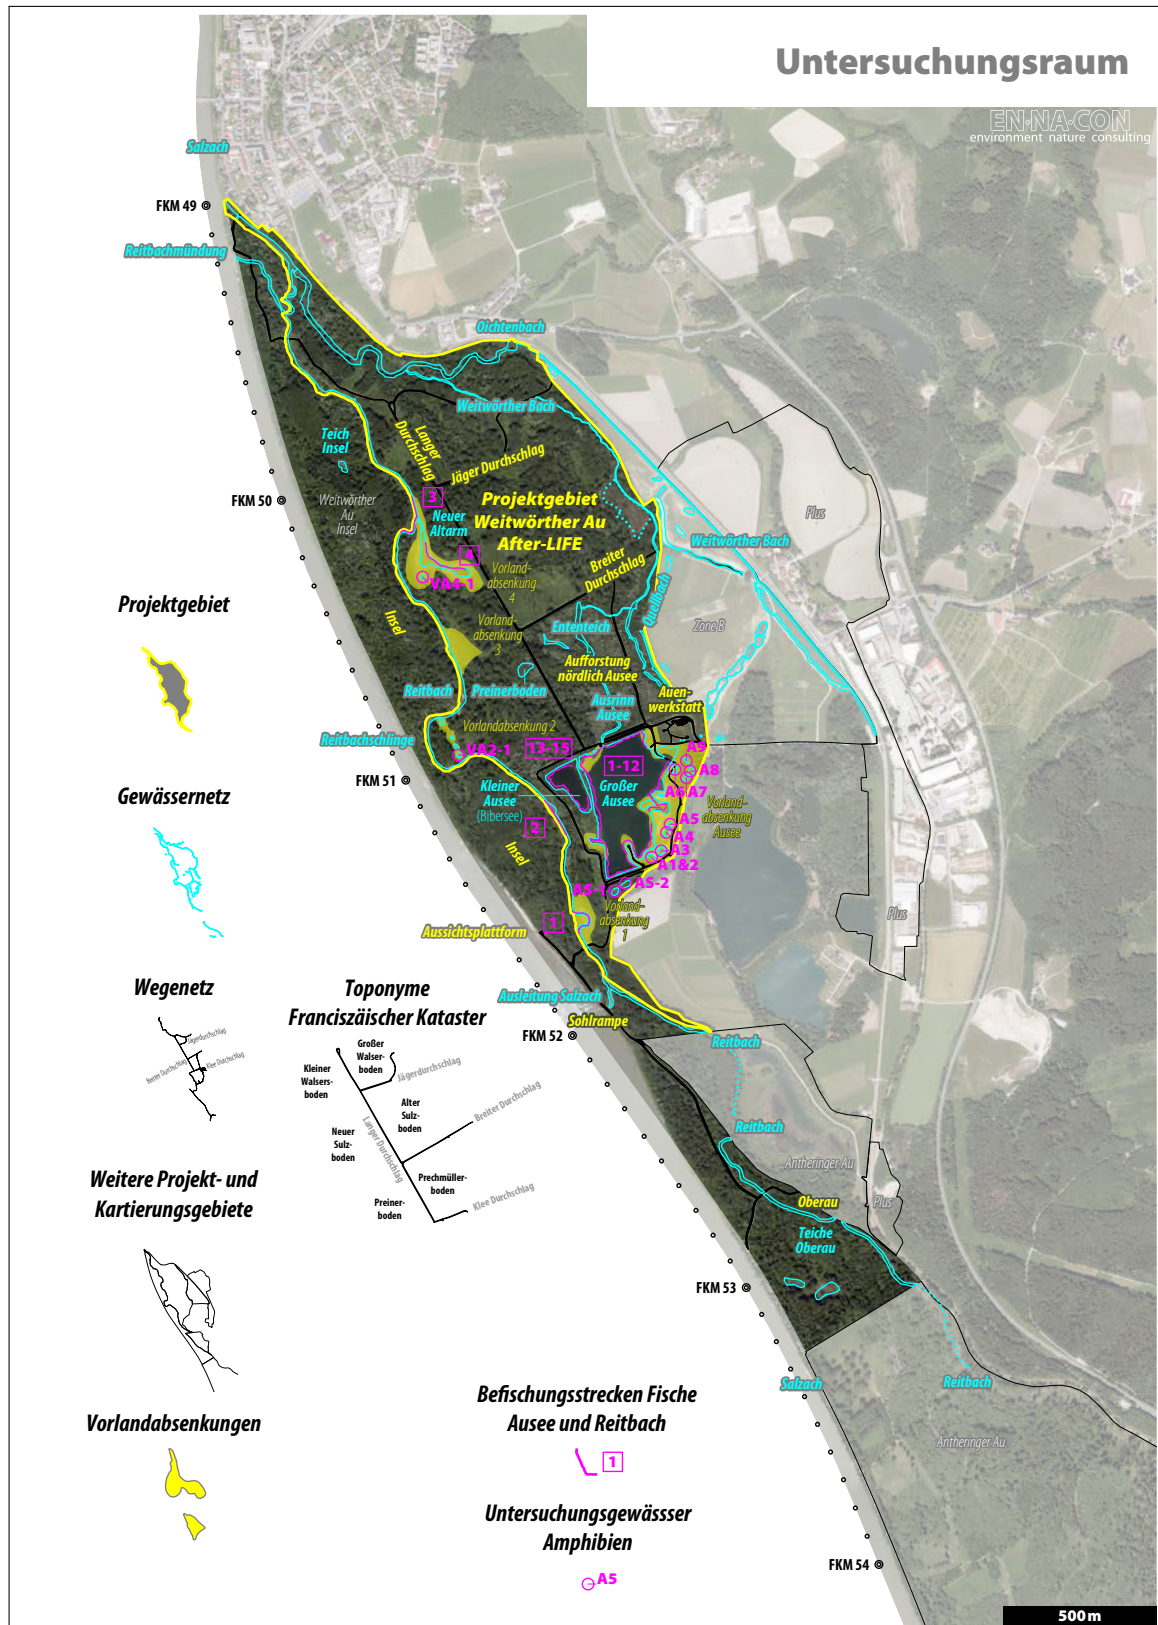 Untersuchungsraum
EN·NA·CON
environment nature consulting
Salzach
FKM 49
Reitbachmündung
Oichtenbach
Weitwörther Bach
Langer
Durchschlag
Jäger Durchschlag
Teich
Insel
FKM 50
Weitwörther
Au
Insel
3
Neuer
Altarm
4
VA4-1
Projektgebiet
Weitwörther Au
After-LIFE
Plus
Weitwörther Bach
Breiter
Durchschlag
Vorland-
absenkung
4
Quellbach
Zone B
Projektgebiet
Insel
Vorland-
absenkung
3
Ententeich
Aufforstung
nördlich Ausee
Reitbach
Preinerboden
Ausrinn
Ausee
Auen-
werkstatt
Vorlandabsenkung 2
Reitbachschlinge
VA2-1
13-15
1-12
A9
A8
FKM 51
Gewässernetz
Kleiner
Ausee
(Bibersee)
Großer
Ausee
A6
A7
Vorland-
absenkung
Ausee
A5
A4
A3
A1&2
2
Insel
AS-1
AS-2
Vorland-
absenkung
1
1
Aussichtsplattform
Plus
Wegenetz
Jägerdurchschlag
Breiter Durchschlag
Klee Durchschlag
Toponyme
Franciszäischer Kataster
Ausleitung Salzach
Sohlrampe
FKM 52
Reitbach
Großer
Walser-
boden
Kleiner
Walsers-
boden
Jägerdurchschlag
Alter
Sulz-
boden
Breiter Durchschlag
Neuer
Sulz-
boden
Langer Durchschlag
Prechmüller-
boden
Preiner-
boden
Klee Durchschlag
Reitbach
Antheringer Au
Plus
Oberau
Teiche
Oberau
Weitere Projekt- und
Kartierungsgebiete
FKM 53
Salzach
Reitbach
Antheringer Au
Vorlandabsenkungen
Befischungsstrecken Fische
Ausee und Reitbach
1
Untersuchungsgewässser
Amphibien
A5
FKM 54
500 m